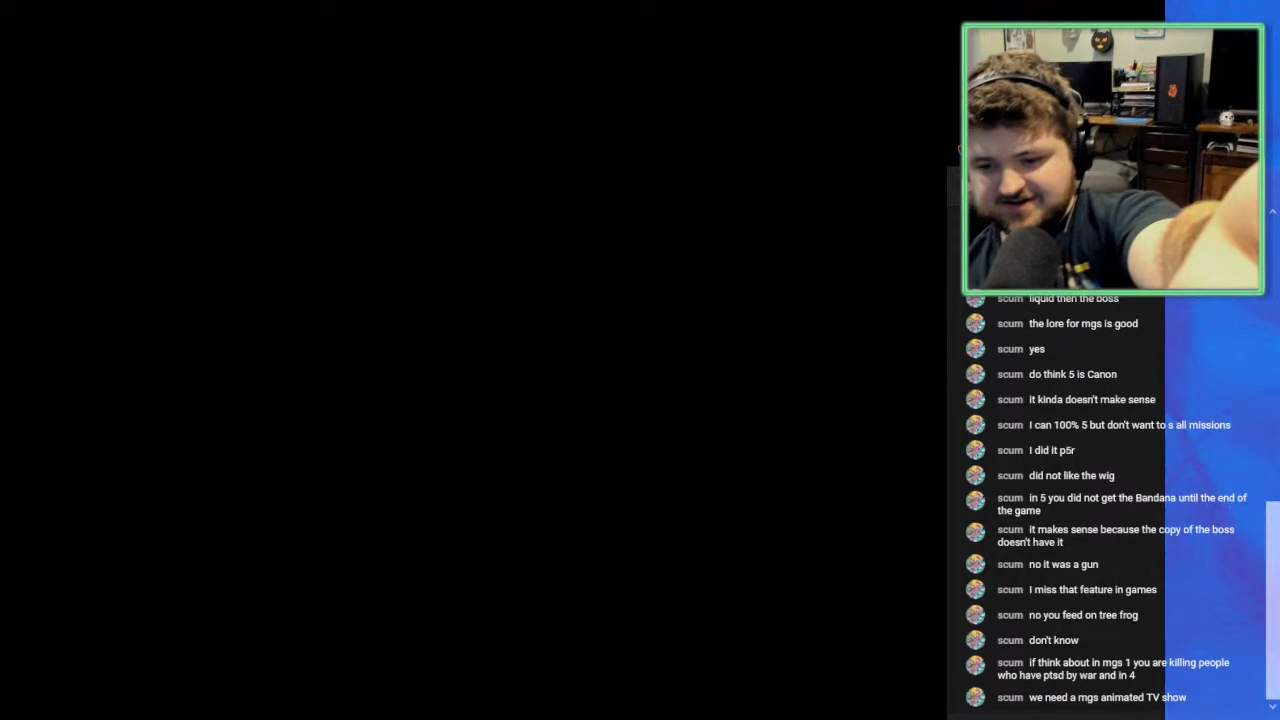 scum liquid then the boss
scum the lore for mgs is good
scum yes
scum do think 5 is Canon
scum it kinda doesn't make sense
scum I can 100% 5 but don't want to s all missions
scum I did it p5r
scum did not like the wig
scum in 5 you did not get the Bandana until the end of
the game
scum it makes sense because the copy of the boss
doesn't have it
scum no it was a gun
scum I miss that feature in games
scum no you feed on tree frog
scum don't know
scum if think about in mgs 1 you are killing people
who have ptsd by war and in 4
scum we need a mgs animated TV show